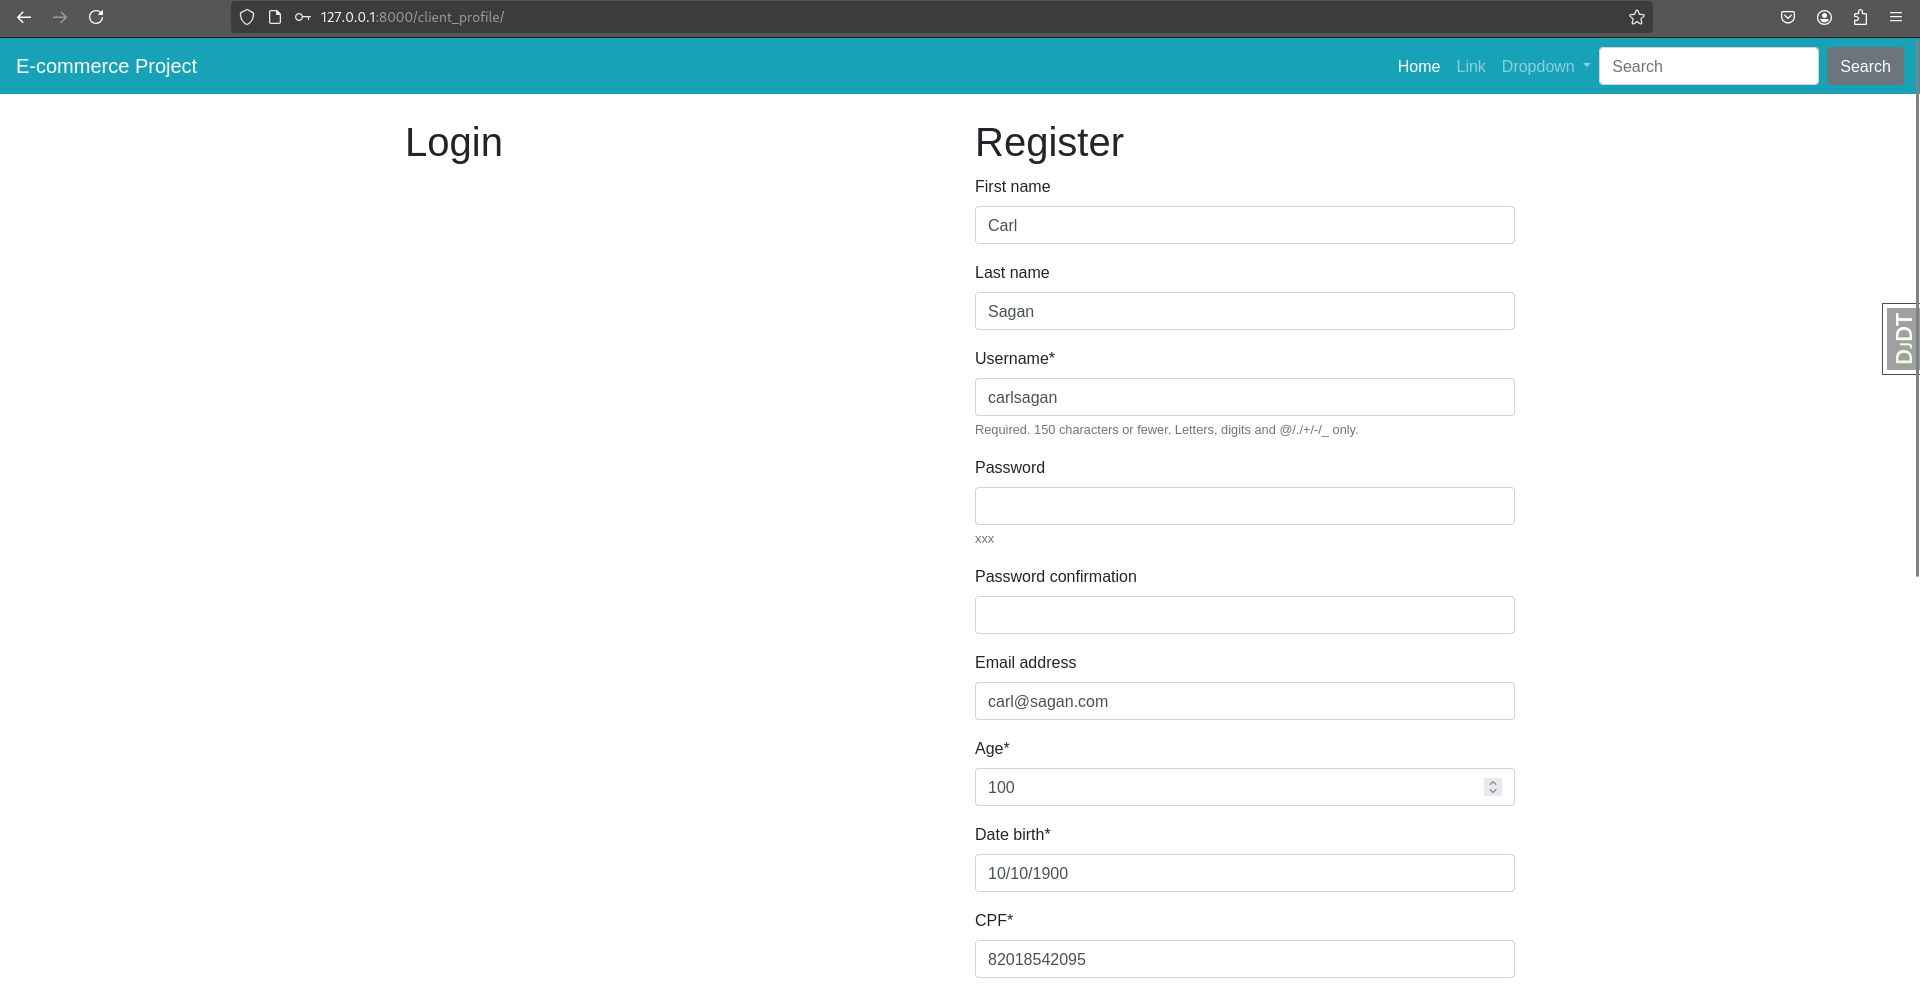 127.0.0.1:8000/client_profile/
E-commerce Project
Home Link Dropdown Search Search
Login
Register
First name
Carl
Last name
Sagan
Username*
carlsagan
Required. 150 characters or fewer. Letters, digits and @/./+/-/_ only.
Password
xxx
Password confirmation
Email address
carl@sagan.com
Age*
100
Date birth*
10/10/1900
CPF*
82018542095
DJDT